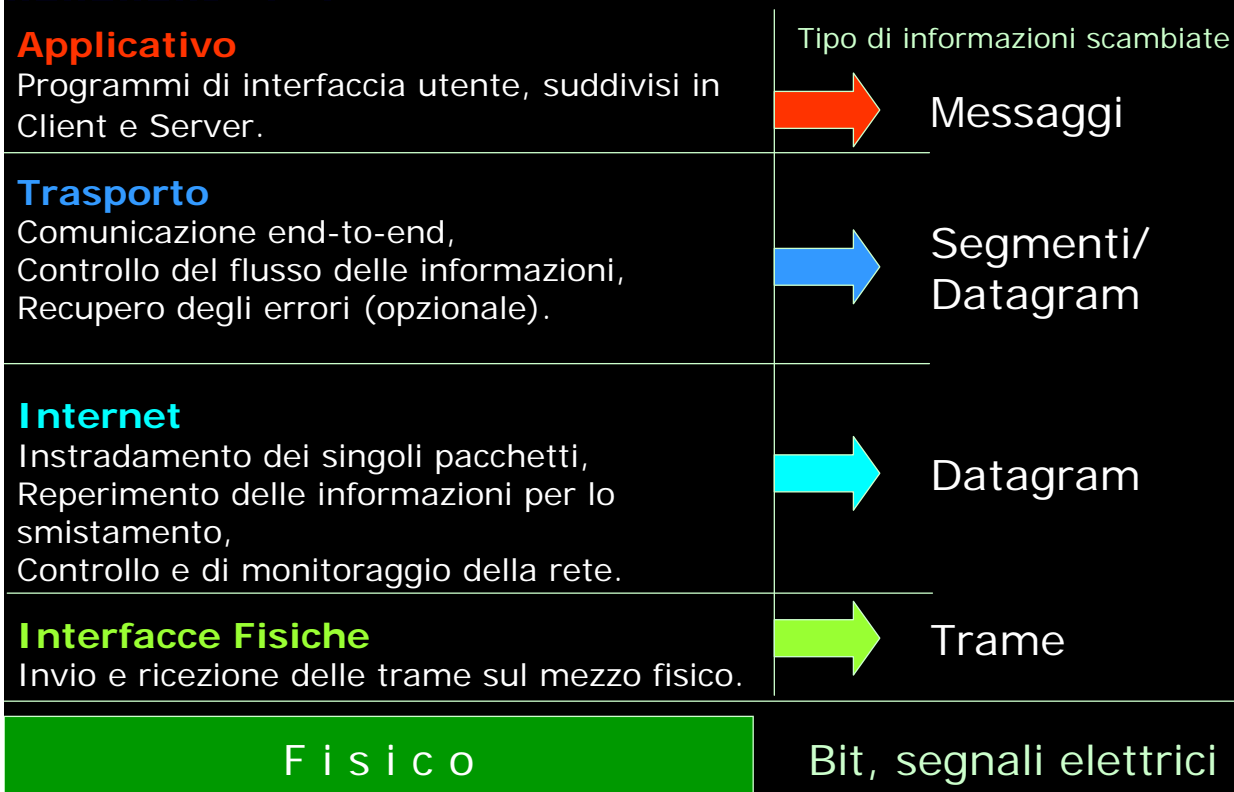 Applicativo
Programmi di interfaccia utente, suddivisi in
Client e Server.
Tipo di informazioni scambiate
Messaggi
Trasporto
Comunicazione end-to-end,
Controllo del flusso delle informazioni,
Recupero degli errori (opzionale).
Segmenti/
Datagram
Internet
Instradamento dei singoli pacchetti,
Reperimento delle informazioni per lo
smistamento,
Controllo e di monitoraggio della rete.
Datagram
Interfacce Fisiche
Invio e ricezione delle trame sul mezzo fisico.
Trame
Fisico
Bit, segnali elettrici